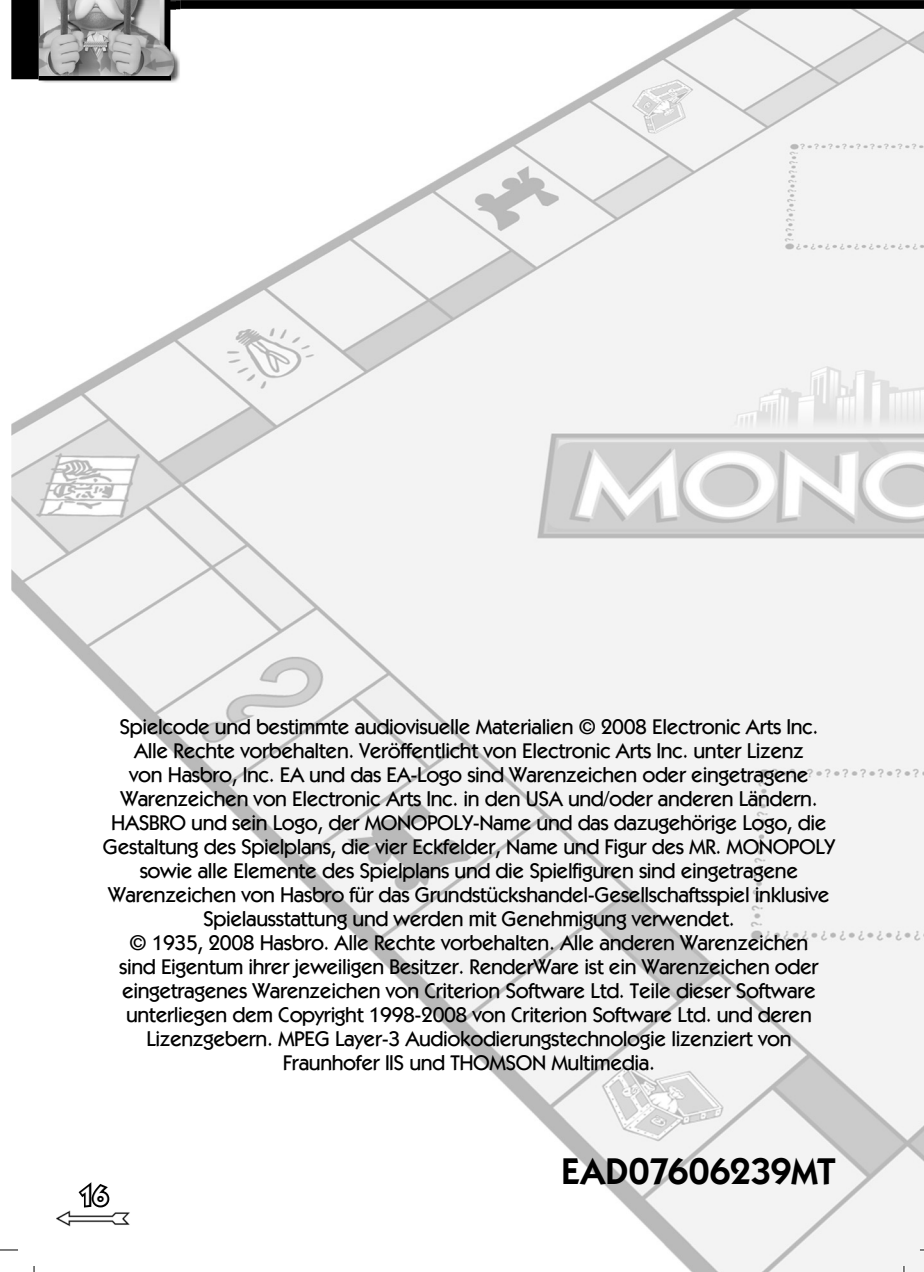 MONO
Spielcode und bestimmte audiovisuelle Materialien © 2008 Electronic Arts Inc.
Alle Rechte vorbehalten. Veröffentlicht von Electronic Arts Inc. unter Lizenz
von Hasbro, Inc. EA und das EA-Logo sind Warenzeichen oder eingetragene
Warenzeichen von Electronic Arts Inc. in den USA und/oder anderen Ländern.
HASBRO und sein Logo, der MONOPOLY-Name und das dazugehörige Logo, die
Gestaltung des Spielplans, die vier Eckfelder, Name und Figur des MR. MONOPOLY
sowie alle Elemente des Spielplans und die Spielfiguren sind eingetragene
Warenzeichen von Hasbro für das Grundstückshandel-Gesellschaftsspiel inklusive
Spielausstattung und werden mit Genehmigung verwendet.
© 1935, 2008 Hasbro. Alle Rechte vorbehalten. Alle anderen Warenzeichen
sind Eigentum ihrer jeweiligen Besitzer. RenderWare ist ein Warenzeichen oder
eingetragenes Warenzeichen von Criterion Software Ltd. Teile dieser Software
unterliegen dem Copyright 1998-2008 von Criterion Software Ltd. und deren
Lizenzgebern. MPEG Layer-3 Audiokodierungstechnologie lizenziert von
Fraunhofer IIS und THOMSON Multimedia.
EAD07606239MT
16